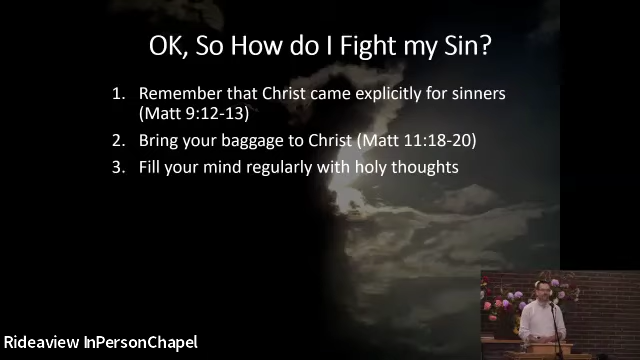 OK, So How do I Fight my Sin?
1. Remember that Christ came explicitly for sinners
(Matt 9:12-13)
2. Bring your baggage to Christ (Matt 11:18-20)
3. Fill your mind regularly with holy thoughts
Rideaview InPersonChapel